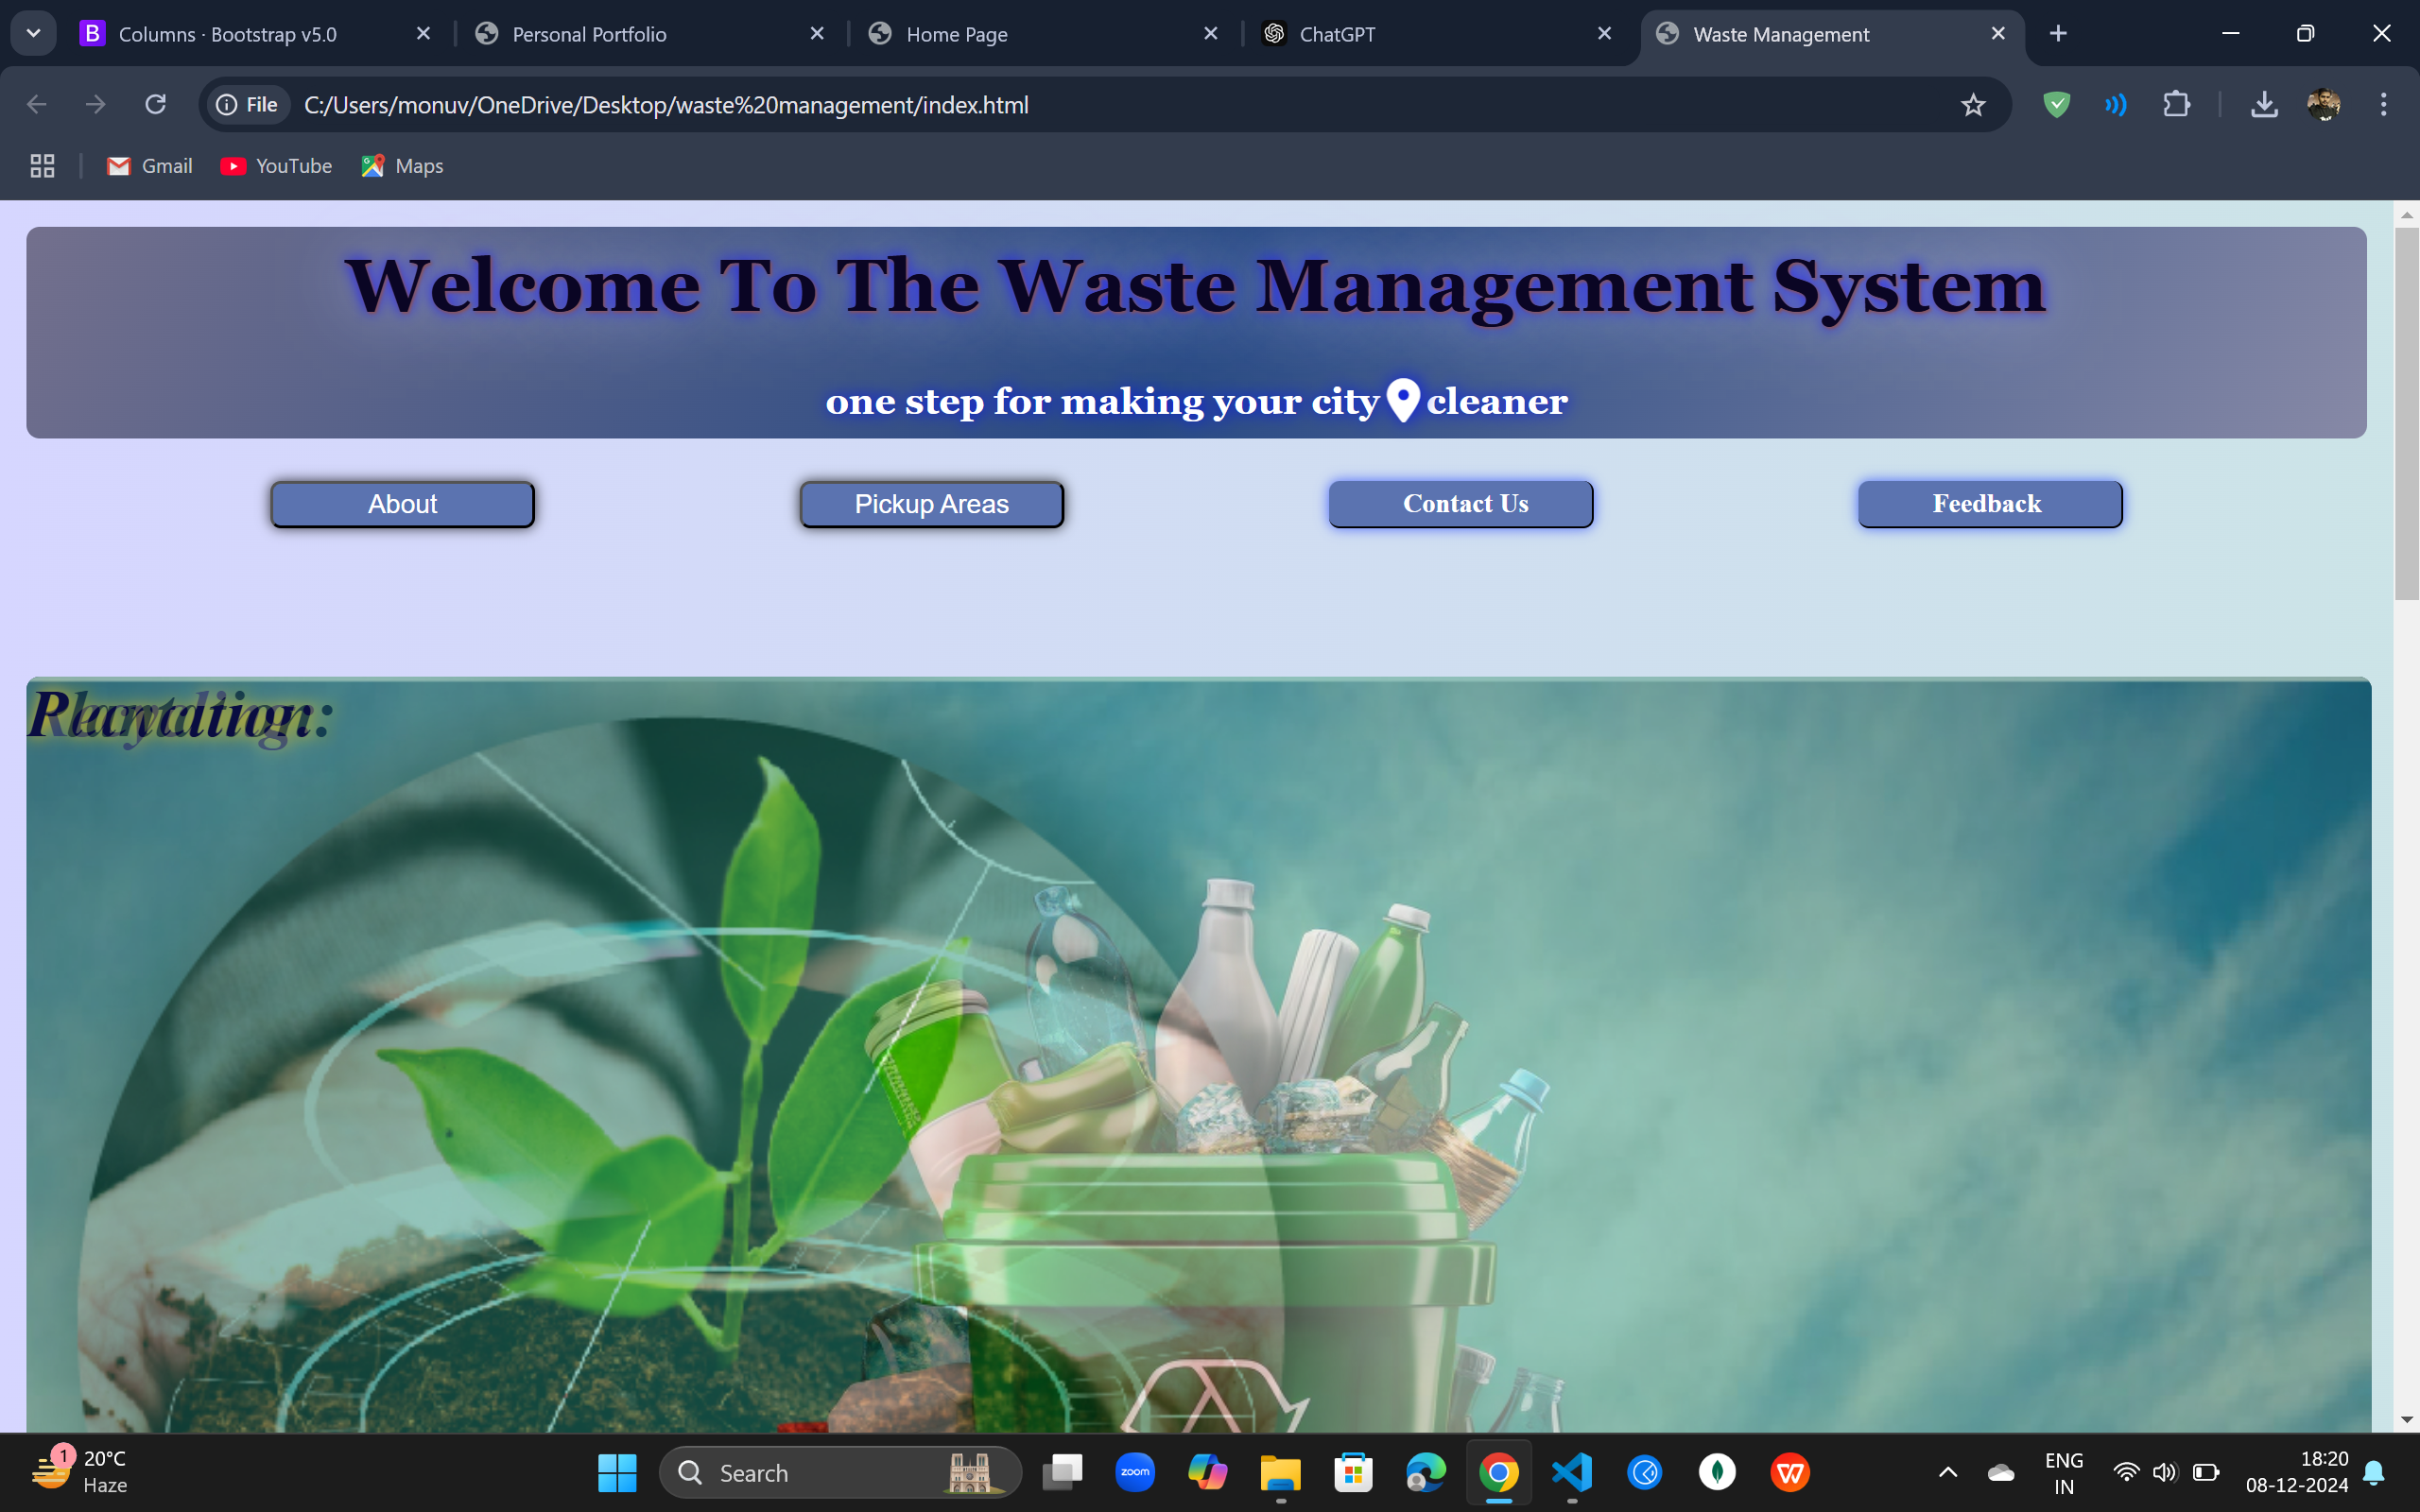 Columns · Bootstrap v5.0
Personal Portfolio
Home Page
ChatGPT
Waste Management
File
C:/Users/monuv/OneDrive/Desktop/waste%20management/index.html
Gmail
YouTube
Maps
Welcome To The Waste Management System
one step for making your city cleaner
About
Pickup Areas
Contact Us
Feedback
1
20°C
Haze
Search
zoom
ENG
IN
18:20
08-12-2024